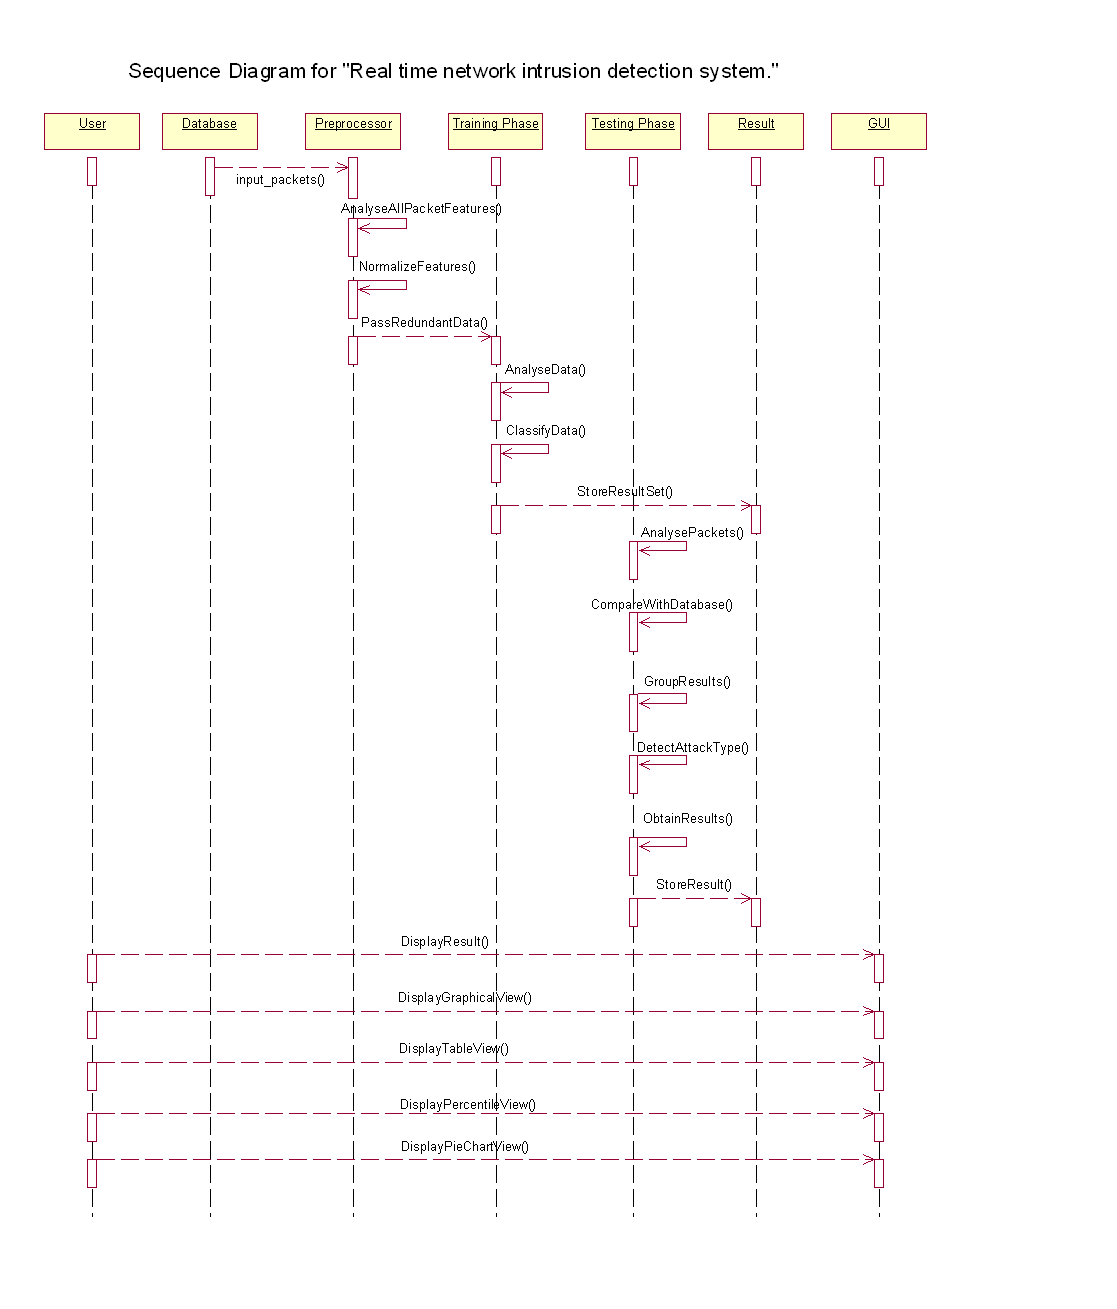 Sequence Diagram for "Real time network intrusion detection system."
User
Database
Preprocessor
Training Phase
Testing Phase
Result
GUI
input_packets()
AnalyseAllPacketFeatures()
NormalizeFeatures()
PassRedundantData()
AnalyseData()
ClassifyData()
StoreResultSet()
AnalysePackets()
CompareWithDatabase()
GroupResults()
DetectAttackType()
ObtainResults()
StoreResult()
DisplayResult()
DisplayGraphicalView()
DisplayTableView()
DisplayPercentileView()
DisplayPieChartView()